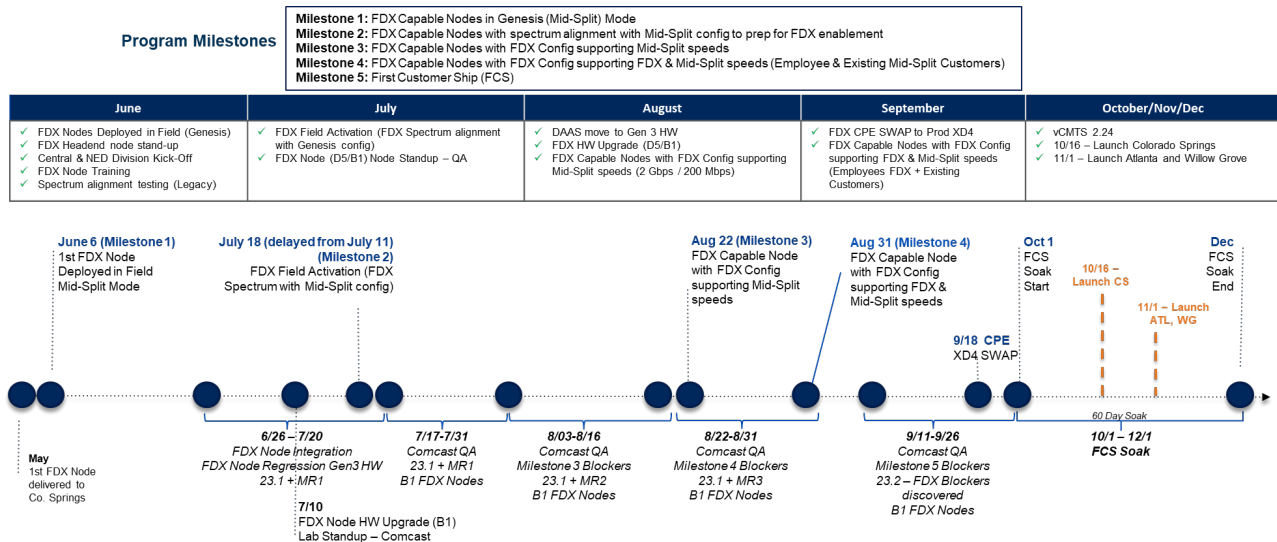 Program Milestones
Milestone 1: FDX Capable Nodes in Genesis (Mid-Split) Mode
Milestone 2: FDX Capable Nodes with spectrum alignment with Mid-Split config to prep for FDX enablement
Milestone 3: FDX Capable Nodes with FDX Config supporting Mid-Split speeds
Milestone 4: FDX Capable Nodes with FDX Config supporting FDX & Mid-Split speeds (Employee & Existing Mid-Split Customers)
Milestone 5: First Customer Ship (FCS)
June
✓ FDX Nodes Deployed in Field (Genesis)
✓ FDX Headend node stand-up
✓ Central & NED Division Kick-Off
✓ FDX Node Training
✓ Spectrum alignment testing (Legacy)
July
✓ FDX Field Activation (FDX Spectrum alignment
with Genesis config)
✓ FDX Node (D5/B1) Node Standup – QA
August
✓ DAAS move to Gen 3 HW
✓ FDX HW Upgrade (D5/B1)
✓ FDX Capable Nodes with FDX Config supporting
Mid-Split speeds (2 Gbps / 200 Mbps)
September
✓ FDX CPE SWAP to Prod XD4
✓ FDX Capable Nodes with FDX Config
supporting FDX & Mid-Split speeds
(Employees FDX + Existing
Customers)
October/Nov/Dec
✓ vCMTS 2.24
✓ 10/16 – Launch Colorado Springs
✓ 11/1 – Launch Atlanta and Willow Grove
June 6 (Milestone 1)
1st FDX Node
Deployed in Field
Mid-Split Mode
July 18 (delayed from July 11)
(Milestone 2)
FDX Field Activation (FDX
Spectrum with Mid-Split config)
Aug 22 (Milestone 3)
FDX Capable Node
with FDX Config
supporting Mid-Split
speeds
Aug 31 (Milestone 4)
FDX Capable Node
with FDX Config
supporting FDX &
Mid-Split speeds
9/18 CPE
XD4 SWAP
Oct 1
FCS
Soak
Start
10/16 –
Launch CS
11/1 – Launch
ATL, WG
Dec
FCS
Soak
End
May
1st FDX Node
delivered to
Co. Springs
6/26 – 7/20
FDX Node Integration
FDX Node Regression Gen3 HW
23.1 + MR1
7/10
FDX Node HW Upgrade (B1)
Lab Standup – Comcast
7/17-7/31
Comcast QA
23.1 + MR1
B1 FDX Nodes
8/03-8/16
Comcast QA
Milestone 3 Blockers
23.1 + MR2
B1 FDX Nodes
8/22-8/31
Comcast QA
Milestone 4 Blockers
23.1 + MR3
B1 FDX Nodes
9/11-9/26
Comcast QA
Milestone 5 Blockers
23.2 – FDX Blockers
discovered
B1 FDX Nodes
60 Day Soak
10/1 – 12/1
FCS Soak